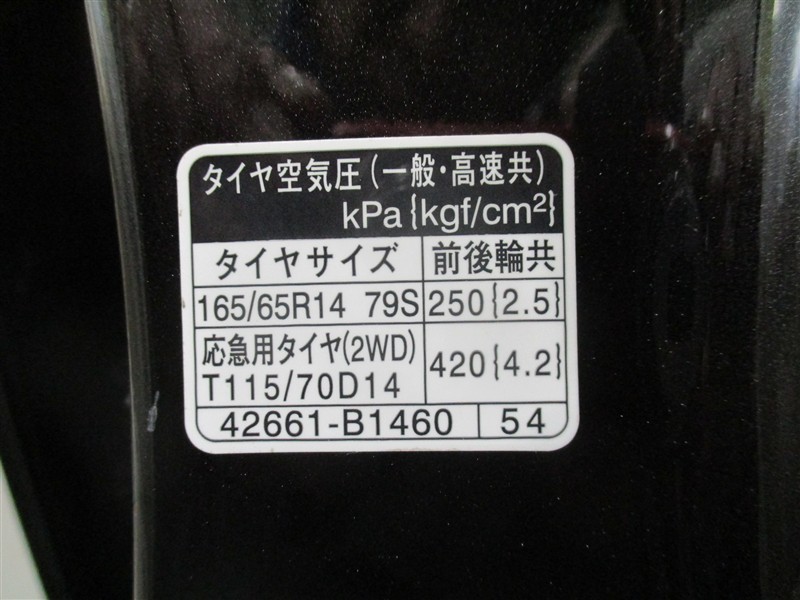 タイヤ空気圧(一般・高速共)
kPa{kgf/cm²}
タイヤサイズ 前後輪共
165/65R14 79S 250{2.5}
応急用タイヤ(2WD)
T115/70D14 420{4.2}
42661-B1460 54